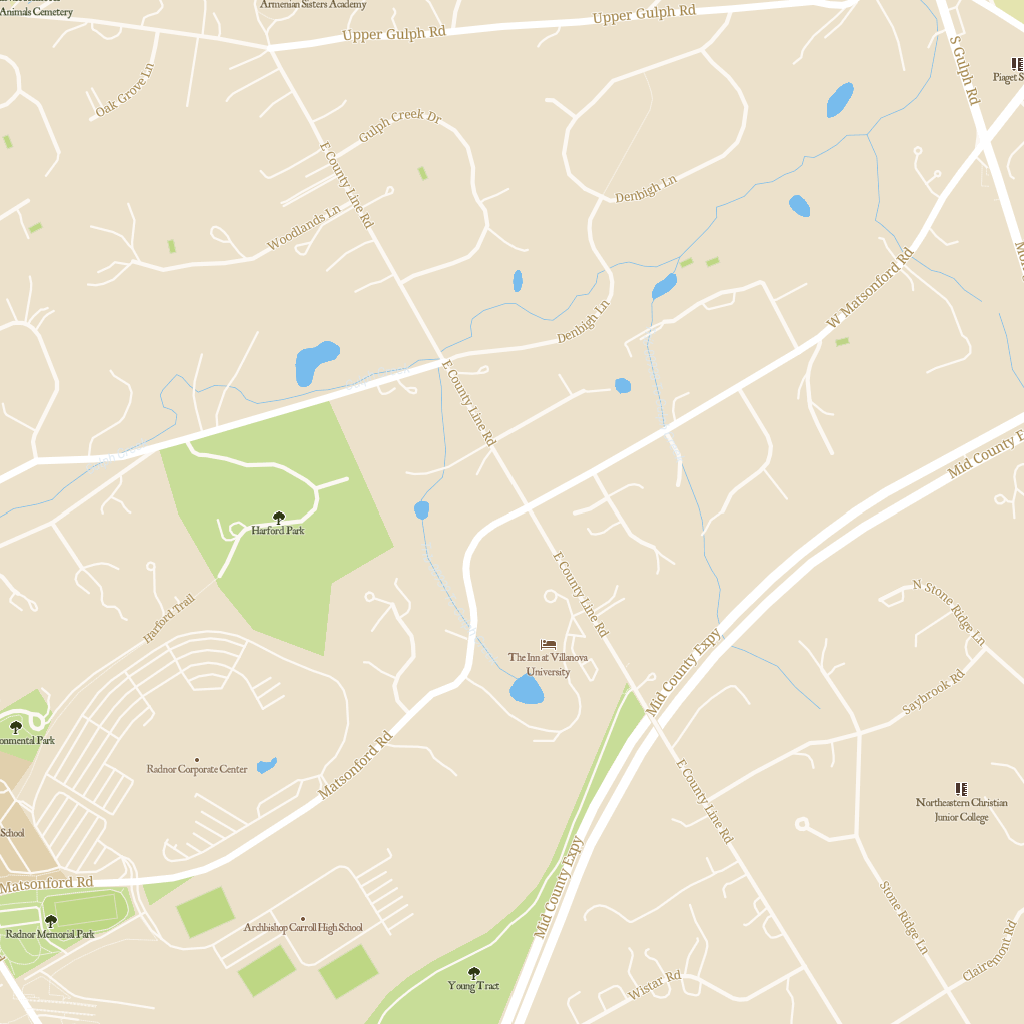 Animals Cemetery
Armenian Sisters Academy
Upper Gulph Rd
Upper Gulph Rd
S Gulph Rd
Piaget S
Oak Grove Ln
Gulph Creek Dr
E County Line Rd
Denbigh Ln
Woodlands Ln
W Matsonford Rd
Denbigh Ln
E County Line Rd
Mid County Exp
Harford Park
E County Line Rd
Harford Trail
N Stone Ridge Ln
The Inn at Villanova
University
Mid County Expy
Saybrook Rd
onmental Park
Radnor Corporate Center
Matsonford Rd
E County Line Rd
Northeastern Christian
Junior College
School
Matsonford Rd
Mid County Expy
Radnor Memorial Park
Archbishop Carroll High School
Stone Ridge Ln
Clairemont Rd
Young Tract
Wistar Rd